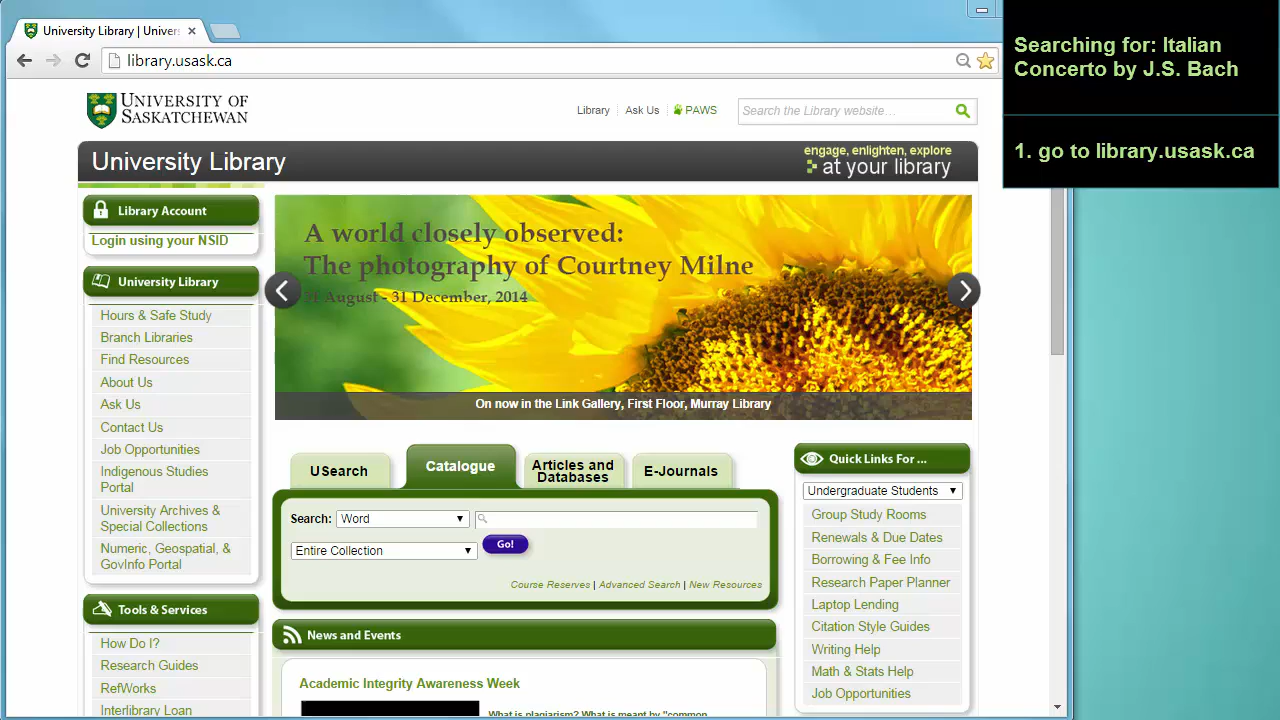 University Library | Univer
library.usask.ca
Searching for: Italian
Concerto by J.S. Bach
1. go to library.usask.ca
UNIVERSITY OF
SASKATCHEWAN
Library
Ask Us
PAWS
Search the Library website...
University Library
engage, enlighten, explore
at your library
Library Account
Login using your NSID
University Library
Hours & Safe Study
Branch Libraries
Find Resources
About Us
Ask Us
Contact Us
Job Opportunities
Indigenous Studies
Portal
University Archives &
Special Collections
Numeric, Geospatial, &
GovInfo Portal
Tools & Services
How Do I?
Research Guides
RefWorks
Interlibrary Loan
A world closely observed:
The photography of Courtney Milne
August - 31 December, 2014
On now in the Link Gallery, First Floor, Murray Library
USearch
Catalogue
Articles and
Databases
E-Journals
Search:
Word
Entire Collection
Go!
Course Reserves | Advanced Search | New Resources
News and Events
Academic Integrity Awareness Week
What is plagiarism? What is meant by "common
Quick Links For ...
Undergraduate Students
Group Study Rooms
Renewals & Due Dates
Borrowing & Fee Info
Research Paper Planner
Laptop Lending
Citation Style Guides
Writing Help
Math & Stats Help
Job Opportunities